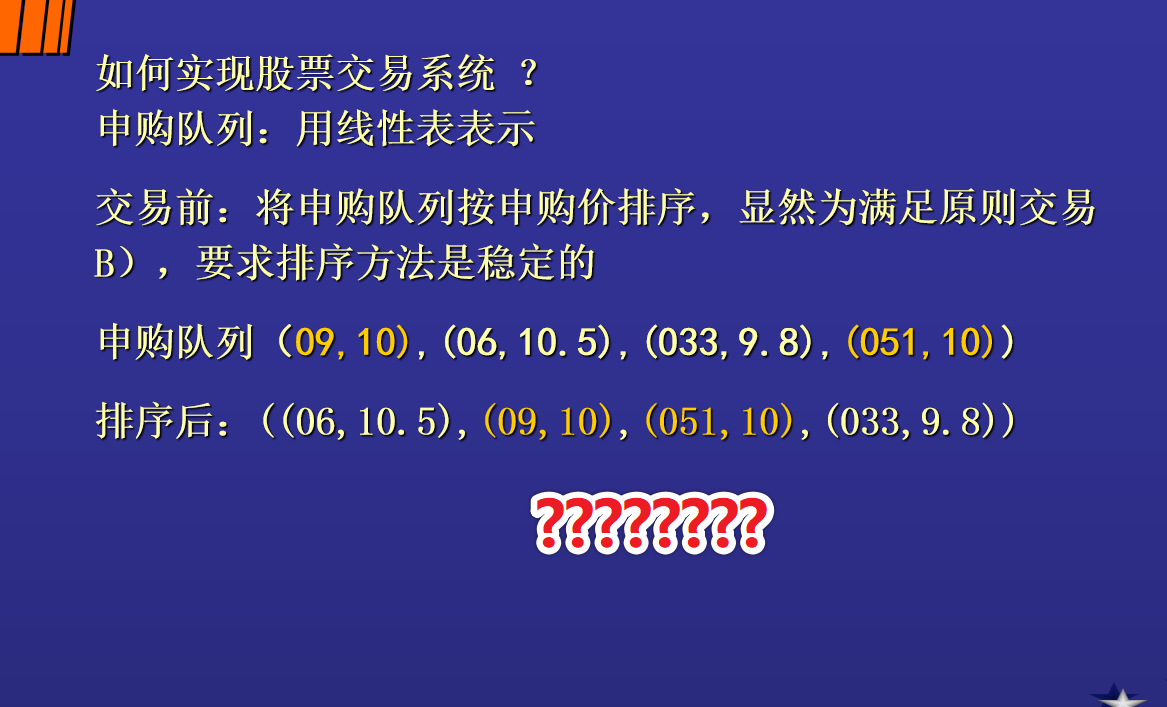 如何实现股票交易系统 ？
申购队列：用线性表表示
交易前：将申购队列按申购价排序，显然为满足原则交易
B），要求排序方法是稳定的
申购队列（09,10),(06,10.5),(033,9.8),(051,10)）
排序后：((06,10.5),(09,10),(051,10),(033,9.8))
????????